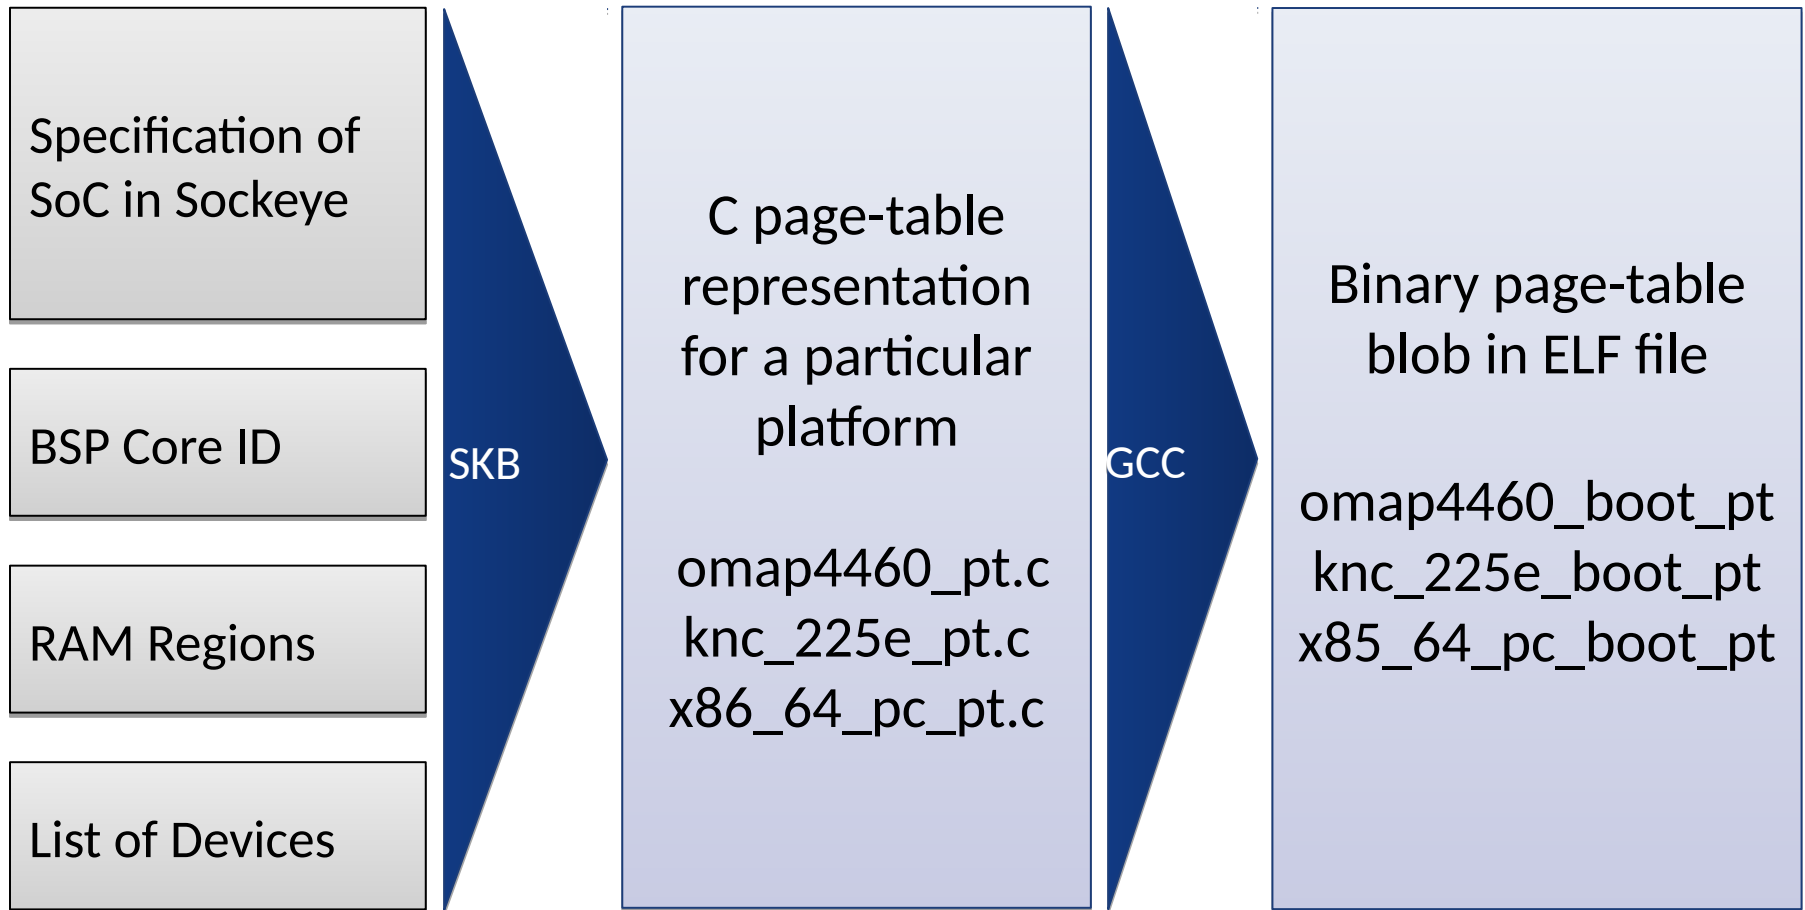 Specification of
SoC in Sockeye
BSP Core ID
RAM Regions
List of Devices
SKB
C page-table
representation
for a particular
platform
omap4460_pt.c
knc_225e_pt.c
x86_64_pc_pt.c
GCC
Binary page-table
blob in ELF file
omap4460_boot_pt
knc_225e_boot_pt
x85_64_pc_boot_pt